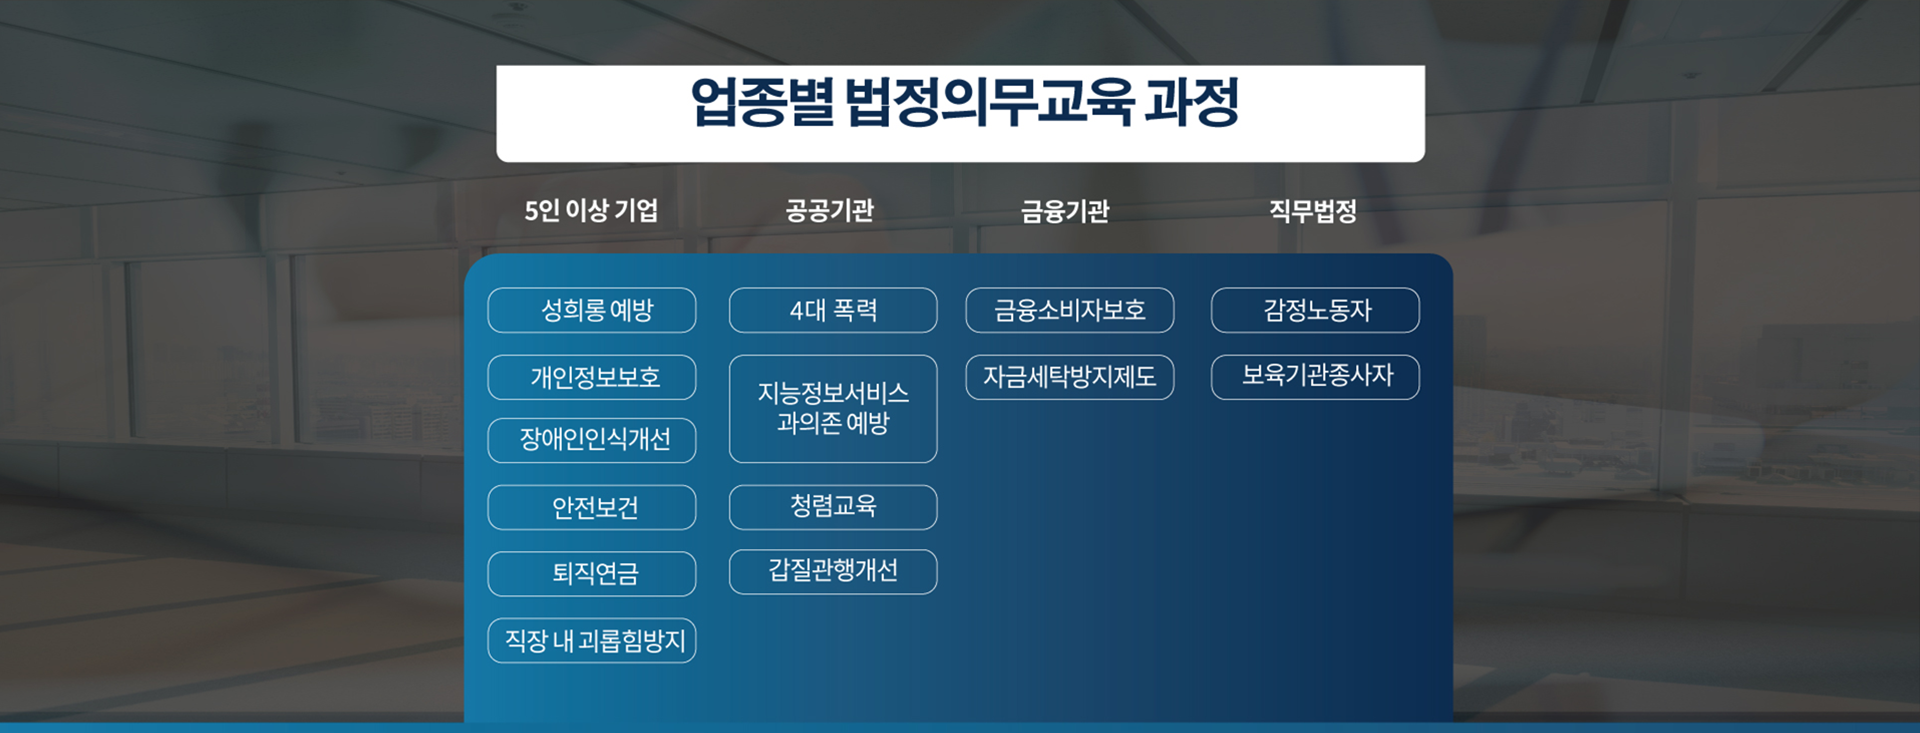 업종별 법정의무교육 과정
5인 이상 기업
공공기관
금융기관
직무법정
성희롱 예방
개인정보보호
장애인인식개선
안전보건
퇴직연금
직장 내 괴롭힘방지
4대 폭력
지능정보서비스
과의존 예방
청렴교육
갑질관행개선
금융소비자보호
자금세탁방지제도
감정노동자
보육기관종사자